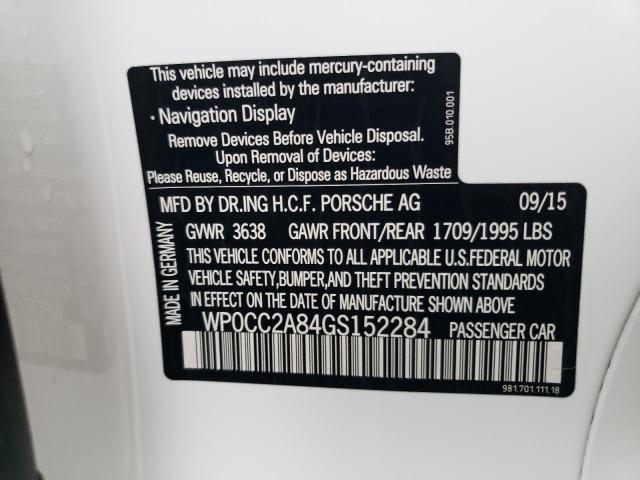 This vehicle may include mercury-containing
devices installed by the manufacturer:
· Navigation Display
Remove Devices Before Vehicle Disposal.
Upon Removal of Devices:
Please Reuse, Recycle, or Dispose as Hazardous Waste
95B.010.001
MFD BY DR.ING H.C.F. PORSCHE AG 09/15
GVWR 3638 GAWR FRONT/REAR 1709/1995 LBS
THIS VEHICLE CONFORMS TO ALL APPLICABLE U.S.FEDERAL MOTOR
VEHICLE SAFETY,BUMPER,AND THEFT PREVENTION STANDARDS
IN EFFECT ON THE DATE OF MANUFACTURE SHOWN ABOVE
WP0CC2A84GS152284 PASSENGER CAR
MADE IN GERMANY
981.701.111.18